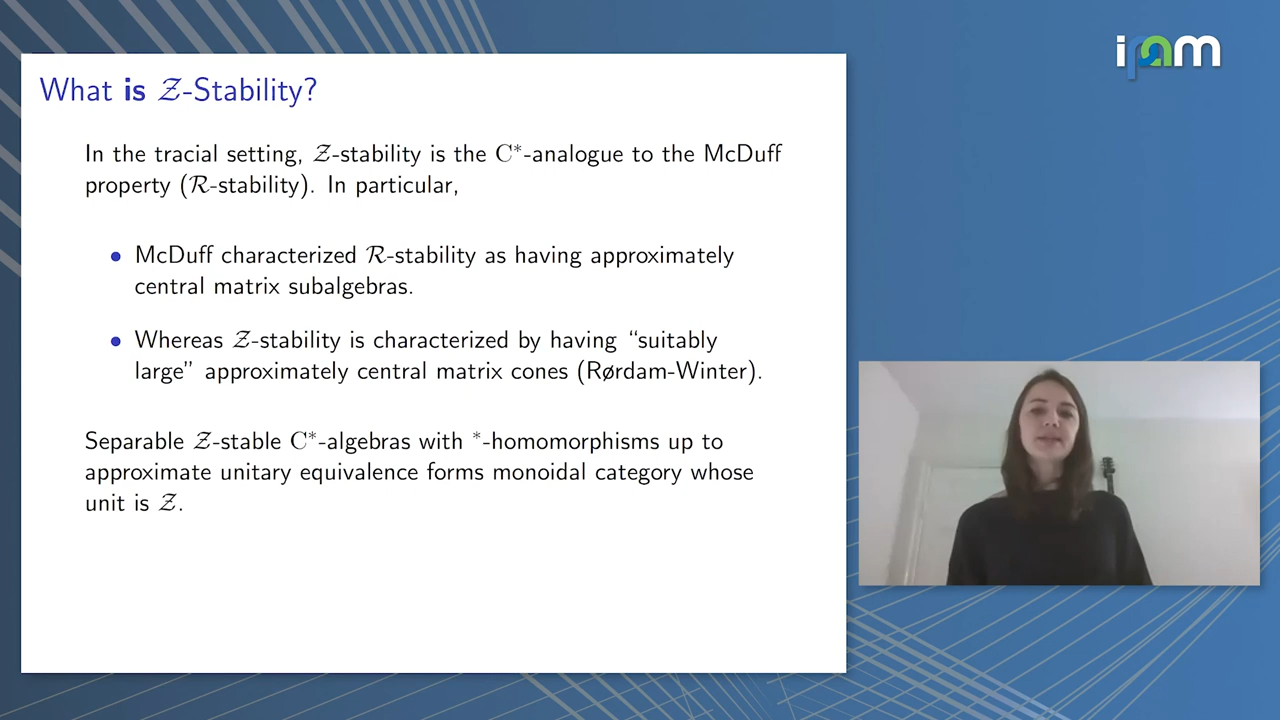 ipam
What is 𝒵-Stability?
In the tracial setting, 𝒵-stability is the C*-analogue to the McDuff
property (ℛ-stability). In particular,
• McDuff characterized ℛ-stability as having approximately
central matrix subalgebras.
• Whereas 𝒵-stability is characterized by having “suitably
large” approximately central matrix cones (Rørdam-Winter).
Separable 𝒵-stable C*-algebras with *-homomorphisms up to
approximate unitary equivalence forms monoidal category whose
unit is 𝒵.